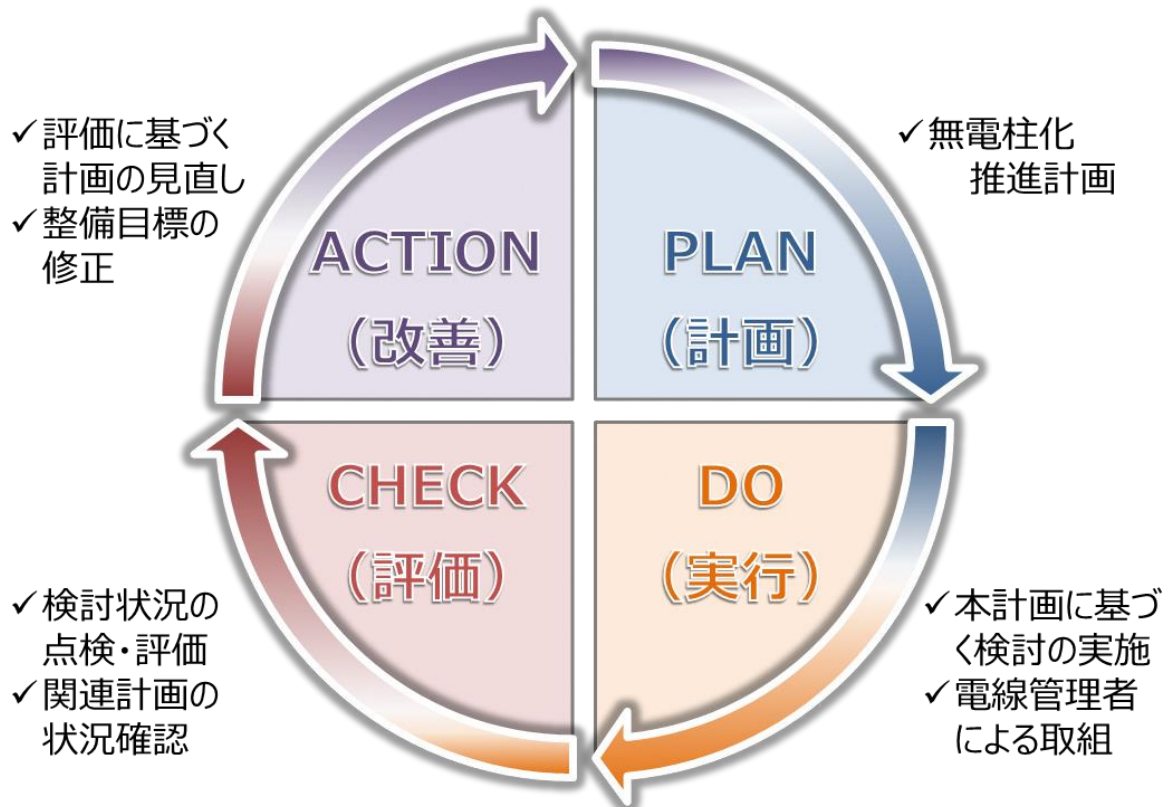 ✓評価に基づく
計画の見直し
✓整備目標の
修正
ACTION
（改善）
PLAN
（計画）
✓無電柱化
推進計画
CHECK
（評価）
DO
（実行）
✓検討状況の
点検・評価
✓関連計画の
状況確認
✓本計画に基づ
く検討の実施
✓電線管理者
による取組